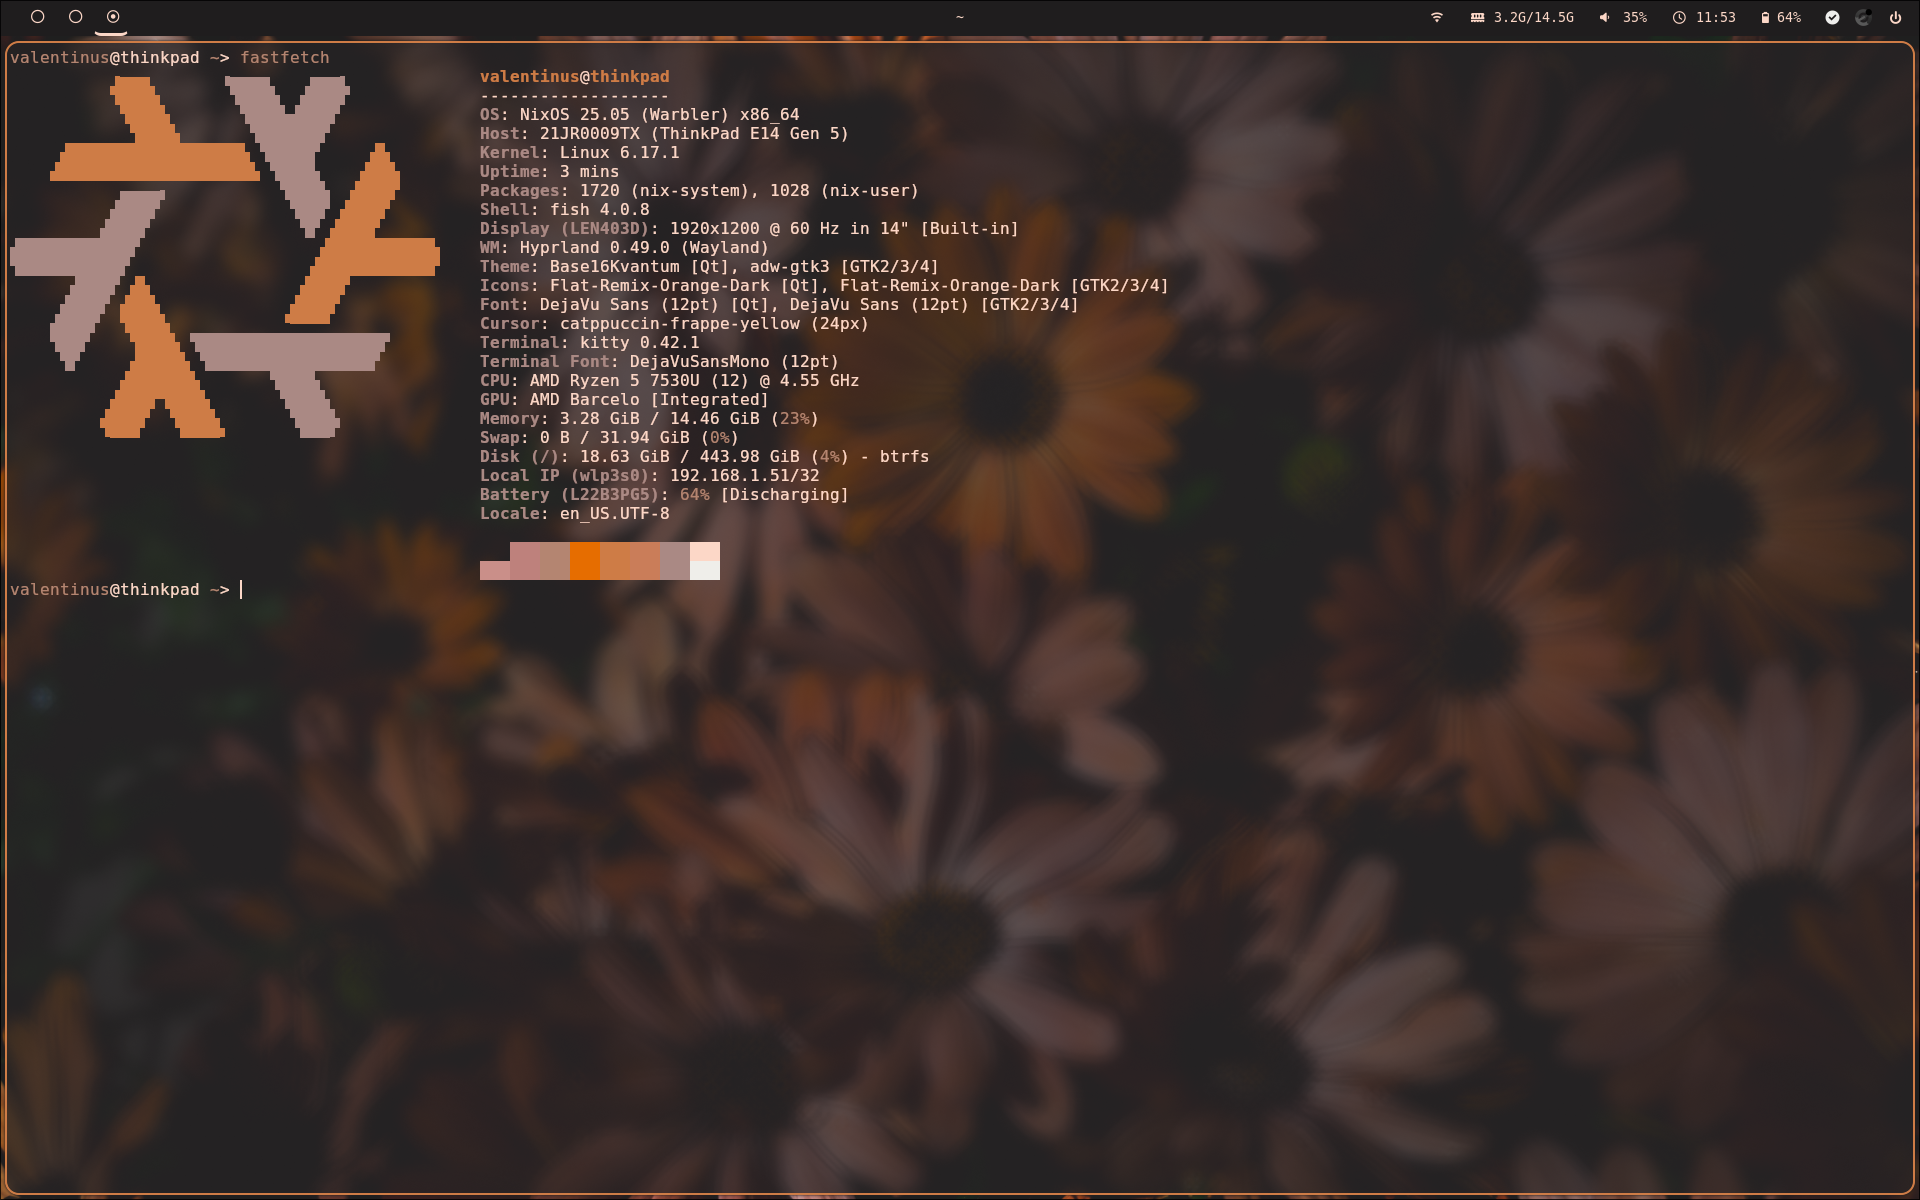 ~
3.2G/14.5G
35%
11:53
64%
valentinus@thinkpad ~> fastfetch
valentinus@thinkpad
-------------------
OS: NixOS 25.05 (Warbler) x86_64
Host: 21JR0009TX (ThinkPad E14 Gen 5)
Kernel: Linux 6.17.1
Uptime: 3 mins
Packages: 1720 (nix-system), 1028 (nix-user)
Shell: fish 4.0.8
Display (LEN403D): 1920x1200 @ 60 Hz in 14" [Built-in]
WM: Hyprland 0.49.0 (Wayland)
Theme: Base16Kvantum [Qt], adw-gtk3 [GTK2/3/4]
Icons: Flat-Remix-Orange-Dark [Qt], Flat-Remix-Orange-Dark [GTK2/3/4]
Font: DejaVu Sans (12pt) [Qt], DejaVu Sans (12pt) [GTK2/3/4]
Cursor: catppuccin-frappe-yellow (24px)
Terminal: kitty 0.42.1
Terminal Font: DejaVuSansMono (12pt)
CPU: AMD Ryzen 5 7530U (12) @ 4.55 GHz
GPU: AMD Barcelo [Integrated]
Memory: 3.28 GiB / 14.46 GiB (23%)
Swap: 0 B / 31.94 GiB (0%)
Disk (/): 18.63 GiB / 443.98 GiB (4%) - btrfs
Local IP (wlp3s0): 192.168.1.51/32
Battery (L22B3PG5): 64% [Discharging]
Locale: en_US.UTF-8
valentinus@thinkpad ~>